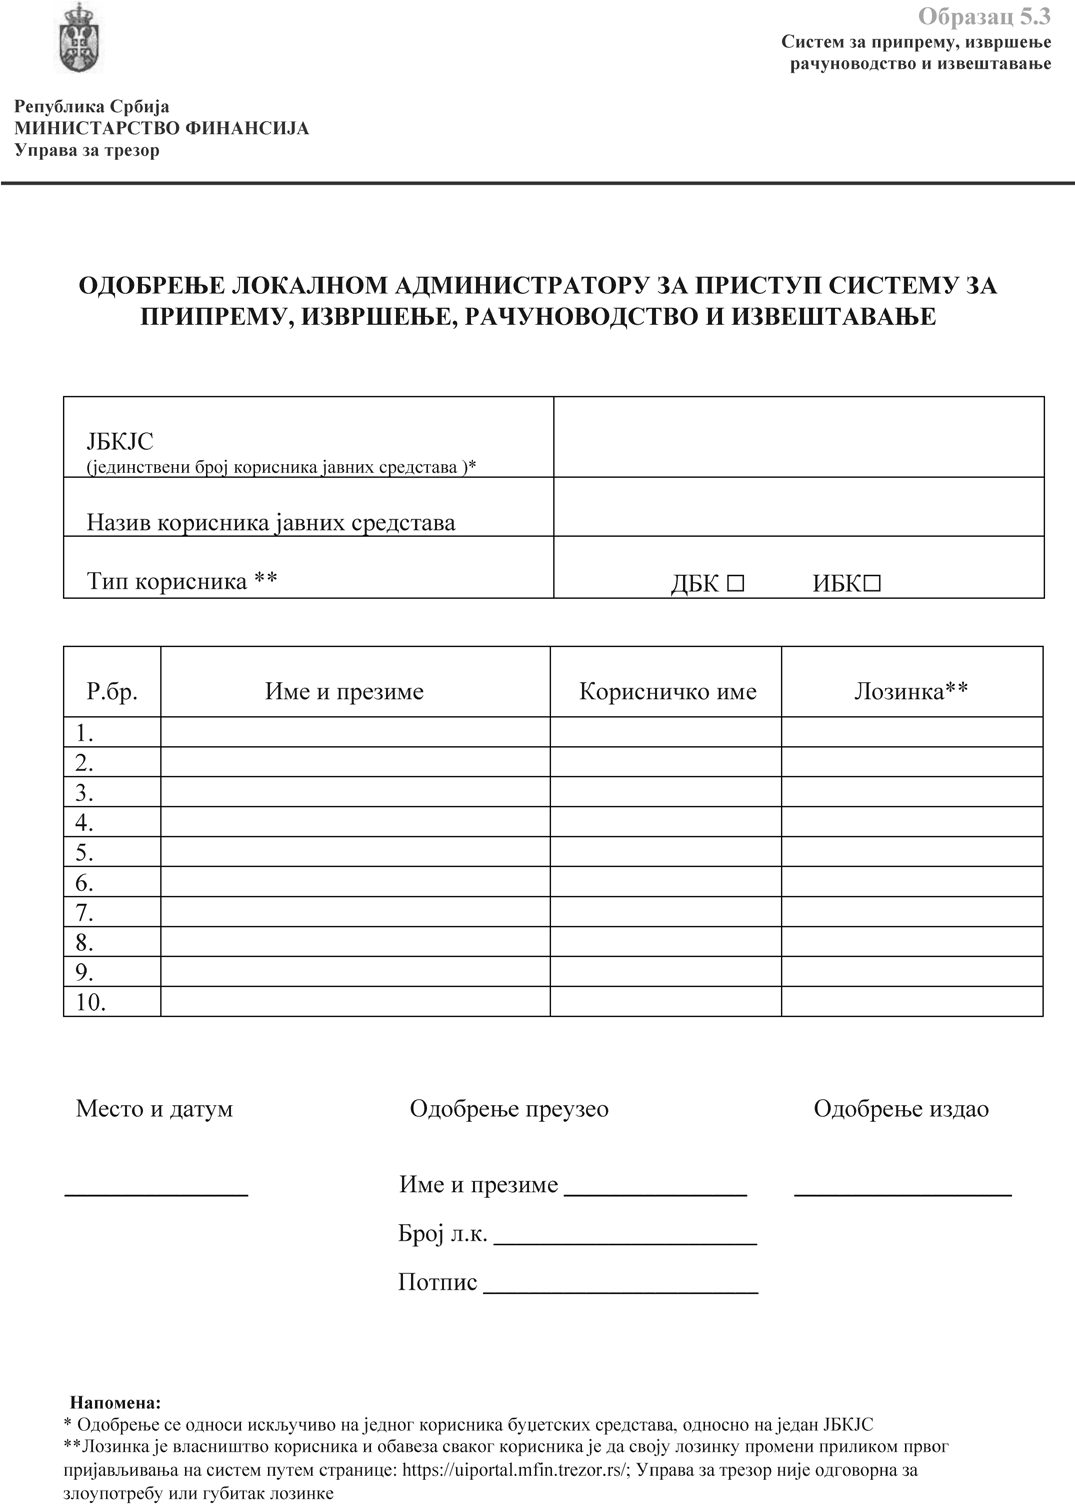 Образац 5.3
Систем за припрему, извршење
рачуноводство и извештавање
Република Србија
МИНИСТАРСТВО ФИНАНСИЈА
Управа за трезор
ОДОБРЕЊЕ ЛОКАЛНОМ АДМИНИСТРАТОРУ ЗА ПРИСТУП СИСТЕМУ ЗА
ПРИПРЕМУ, ИЗВРШЕЊЕ, РАЧУНОВОДСТВО И ИЗВЕШТАВАЊЕ
ЈБКЈС
(јединствени број корисника јавних средстава )*
Назив корисника јавних средстава
Тип корисника ** ДБК ☐ ИБК☐
Р.бр. Име и презиме Корисничко име Лозинка**
1.
2.
3.
4.
5.
6.
7.
8.
9.
10.
Место и датум Одобрење преузео Одобрење издао
Име и презиме
Број л.к.
Потпис
Напомена:
* Одобрење се односи искључиво на једног корисника буџетских средстава, односно на један ЈБКЈС
**Лозинка је власништво корисника и обавеза сваког корисника је да своју лозинку промени приликом првог
пријављивања на систем путем странице: https://uiportal.mfin.trezor.rs/; Управа за трезор није одговорна за
злоупотребу или губитак лозинке